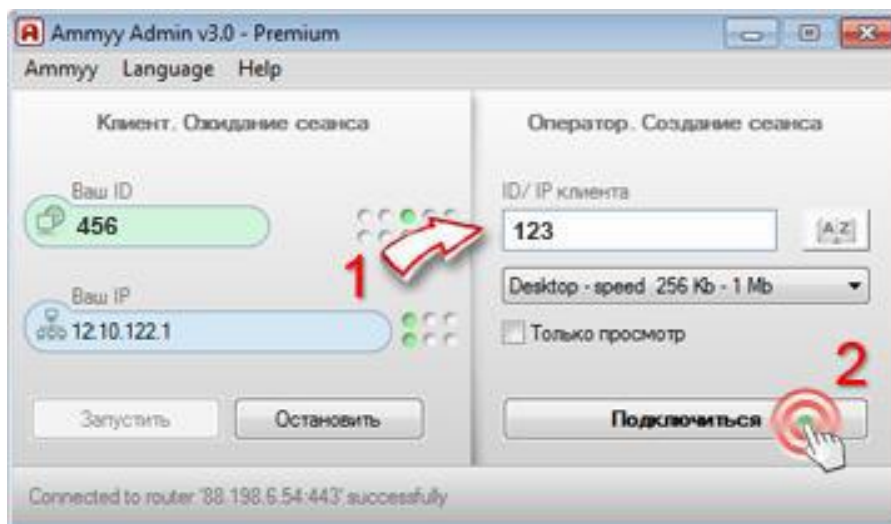 Ammyy Admin v3.0 - Premium
Ammyy Language Help
Клиент. Ожидание сеанса
Ваш ID
456
Ваш IP
12.10.122.1
Запустить Остановить
Оператор. Создание сеанса
ID/ IP клиента
1
123
AZ
Desktop - speed 256 Kb - 1 Mb
Только просмотр
2
Подключиться
Connected to router '88.198.6.54:443' successfully